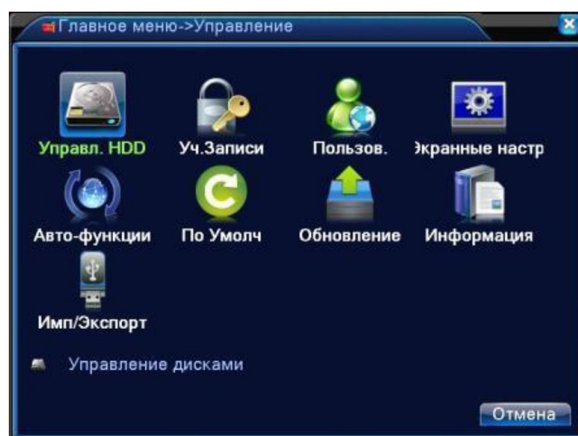 Главное меню->Управление
Управл. HDD Уч.Записи Пользов. Экранные настр
Авто-функции По Умолч Обновление Информация
Имп/Экспорт
Управление дисками
Отмена